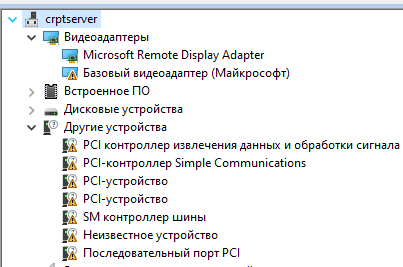 crptserver
Видеоадаптеры
Microsoft Remote Display Adapter
Базовый видеоадаптер (Майкрософт)
Встроенное ПО
Дисковые устройства
Другие устройства
PCI контроллер извлечения данных и обработки сигнала
PCI-контроллер Simple Communications
PCI-устройство
PCI-устройство
SM контроллер шины
Неизвестное устройство
Последовательный порт PCI